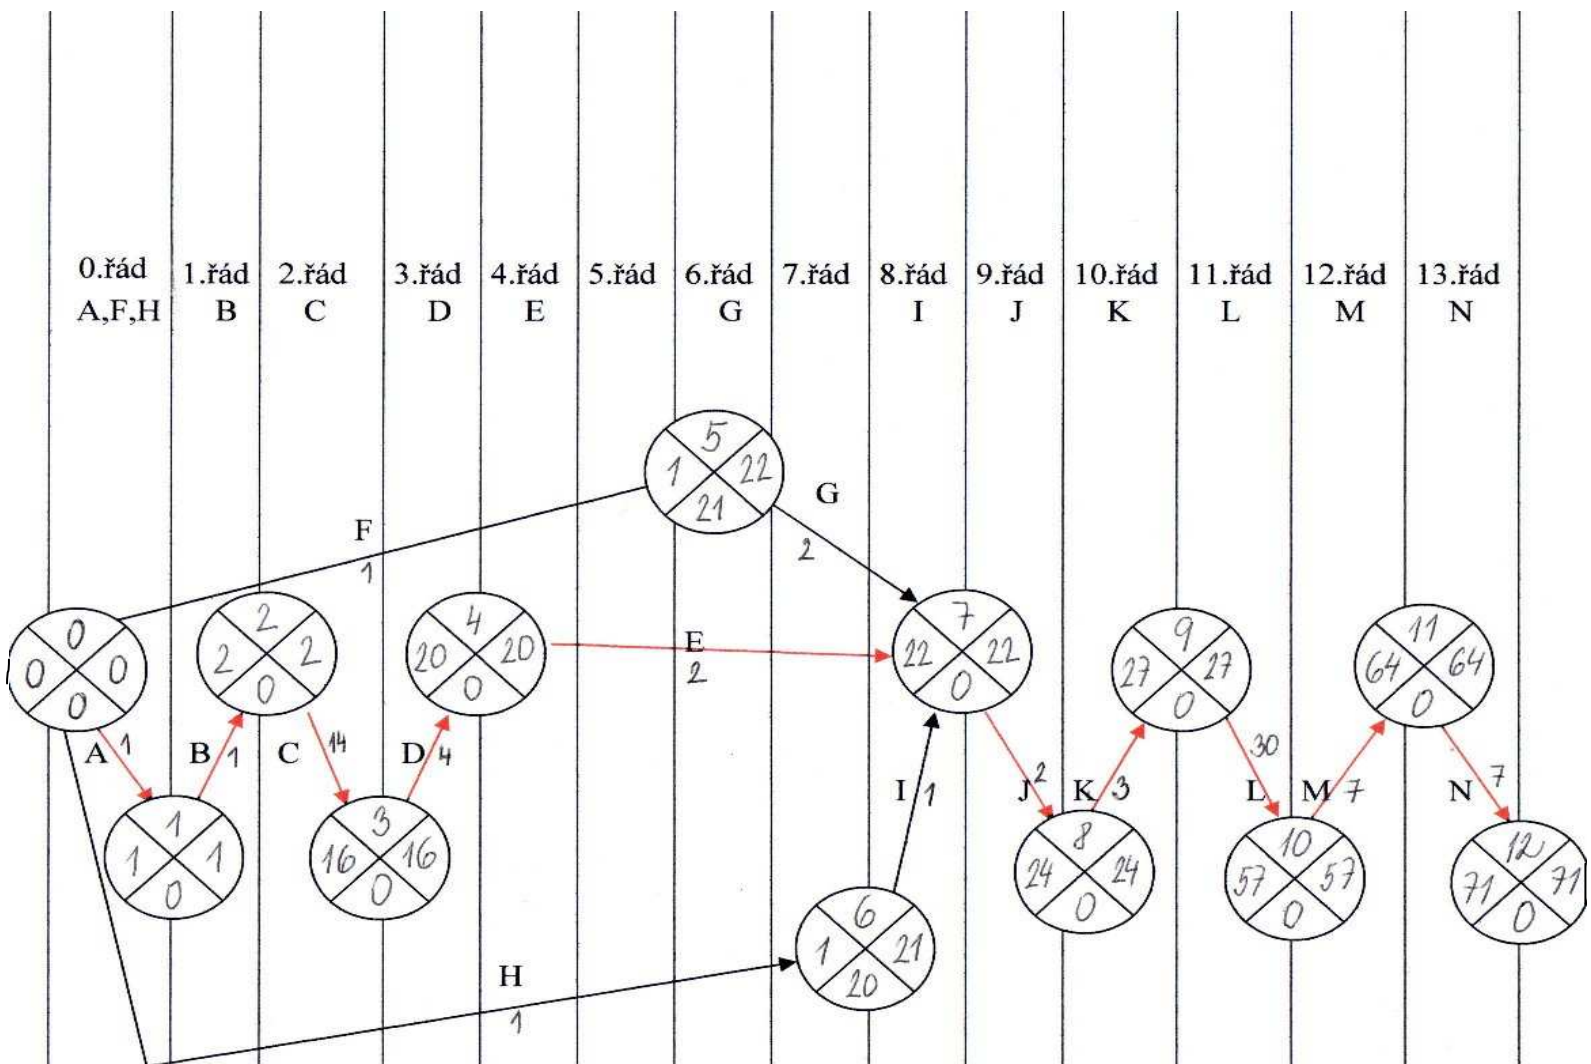 0.řád 1.řád 2.řád 3.řád 4.řád 5.řád 6.řád 7.řád 8.řád 9.řád 10.řád 11.řád 12.řád 13.řád
A,F,H B C D E G I J K L M N
5
1 22
21
G
2
F
1
0
0 0
0
2
2 2
0
4
20 20
0
E
2
7
22 22
0
9
27 27
0
11
64 64
0
A 1
B 1
C 14
D 4
I 1
J 2
K 3
L 30
M 7
N 7
1
1 1
0
3
16 16
0
8
24 24
0
10
57 57
0
12
71 71
0
6
1 21
20
H
1